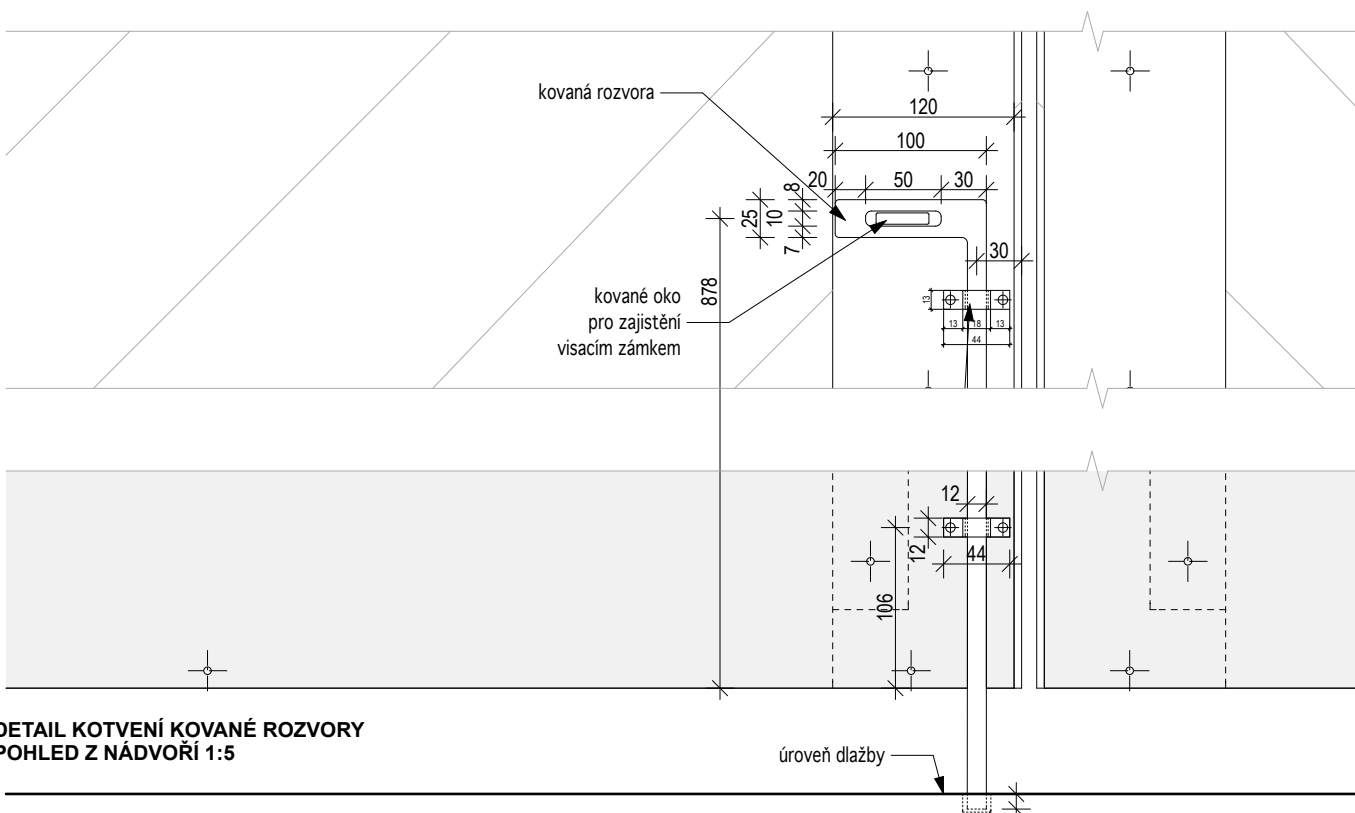 kovaná rozvora
120
100
20
50
30
8
25
10
7
30
878
kované oko
pro zajistění
visacím zámkem
13
13
18
13
44
12
12
44
106
DETAIL KOTVENÍ KOVANÉ ROZVORY
POHLED Z NÁDVOŘÍ 1:5
úroveň dlažby